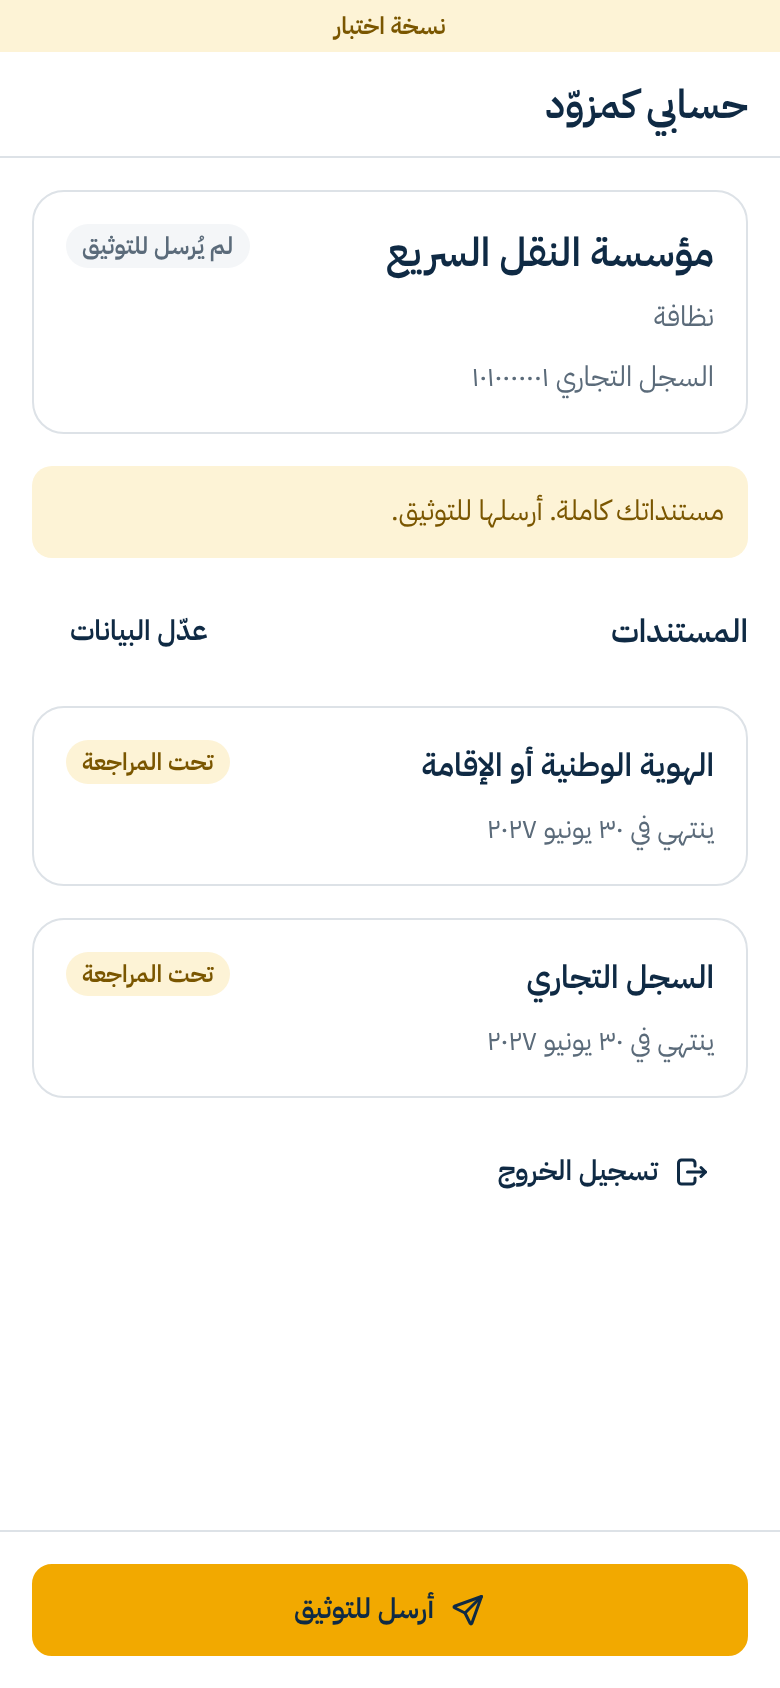 نسخة اختبار
حسابي كمزوّد
مؤسسة النقل السريع
لم يُرسل للتوثيق
نظافة
السجل التجاري ١٠١٠٠٠٠٠٠١
مستنداتك كاملة. أرسلها للتوثيق.
المستندات
عدّل البيانات
الهوية الوطنية أو الإقامة
تحت المراجعة
ينتهي في ٣٠ يونيو ٢٠٢٧
السجل التجاري
تحت المراجعة
ينتهي في ٣٠ يونيو ٢٠٢٧
تسجيل الخروج
أرسل للتوثيق